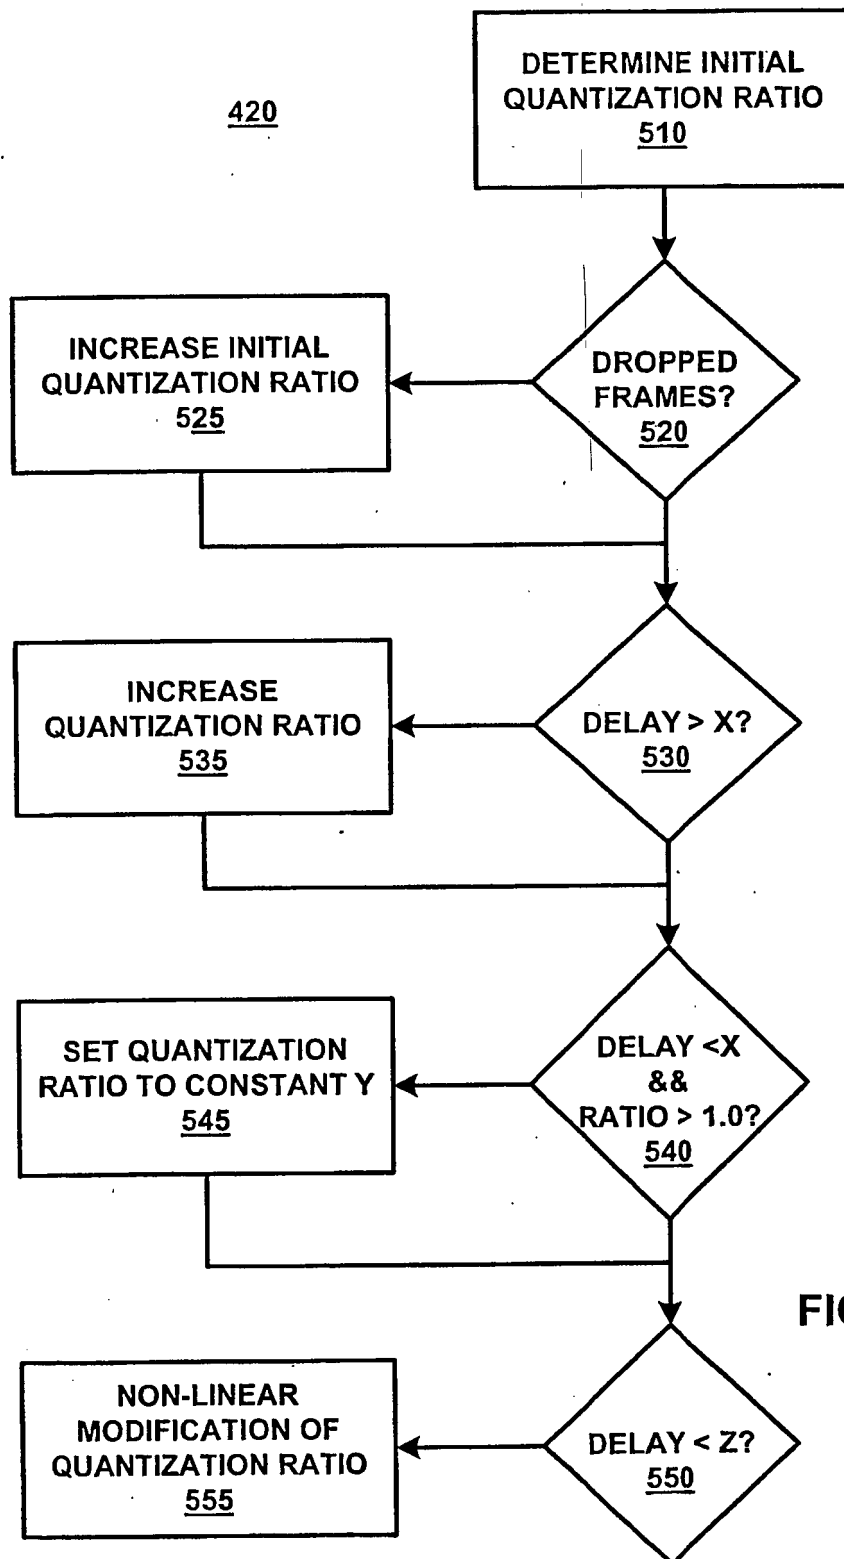 DETERMINE INITIAL
QUANTIZATION RATIO
510
420
DROPPED
FRAMES?
520
INCREASE INITIAL
QUANTIZATION RATIO
525
DELAY > X?
530
INCREASE
QUANTIZATION RATIO
535
DELAY <X
&&
RATIO > 1.0?
540
SET QUANTIZATION
RATIO TO CONSTANT Y
545
FIG
DELAY < Z?
550
NON-LINEAR
MODIFICATION OF
QUANTIZATION RATIO
555